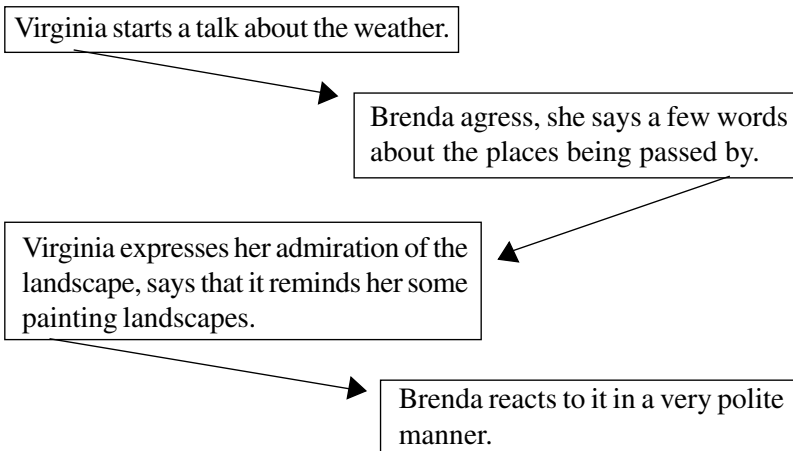 Virginia starts a talk about the weather.
Brenda agress, she says a few words
about the places being passed by.
Virginia expresses her admiration of the
landscape, says that it reminds her some
painting landscapes.
Brenda reacts to it in a very polite
manner.